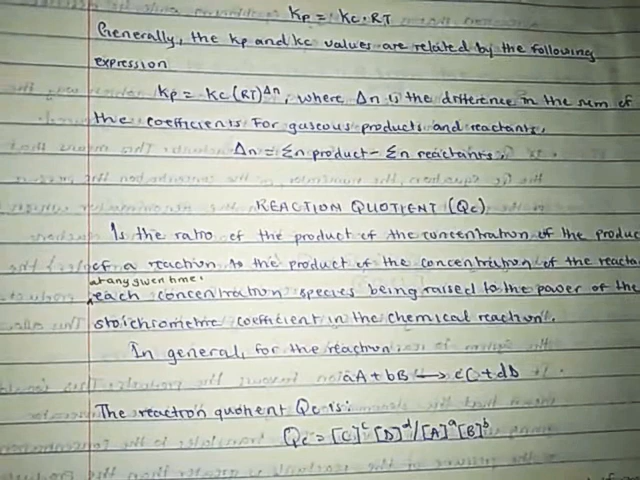 Kp = Kc·RT
Generally, the Kp and Kc values are related by the following
expression
Kp = Kc(RT)^Δn, where Δn is the difference in the sum of
the coefficients for gaseous products and reactants,
Δn = Σn product – Σn reactants,
REACTION QUOTIENT (Qc)
Is the ratio of the product of the concentration of the produc
of a reaction to the product of the concentration of the reacta
at any given time.
each concentration species being raised to the power of the
stoichiometric coefficient in the chemical reaction.
In general, for the reaction
aA + bB ⟷ cC + dD
The reaction quotient Qc is:
Qc = [C]^c [D]^d / [A]^a [B]^b